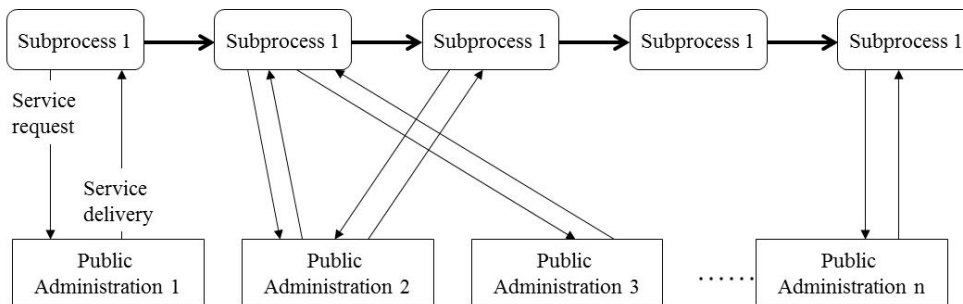 Subprocess 1
Subprocess 1
Subprocess 1
Subprocess 1
Subprocess 1
Service
request
Service
delivery
Public
Administration 1
Public
Administration 2
Public
Administration 3
......
Public
Administration n